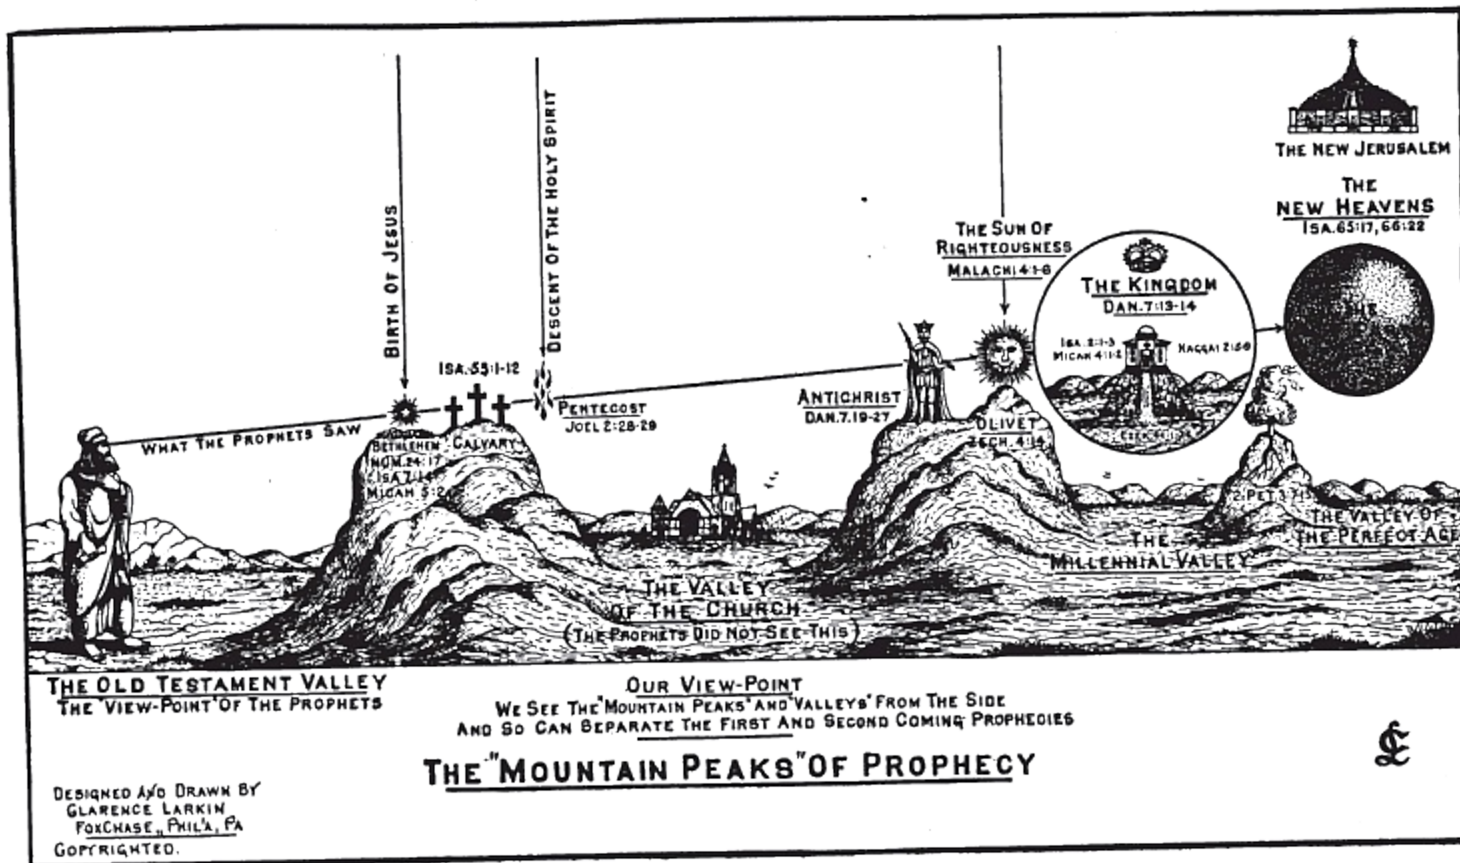 THE NEW JERUSALEM
THE
NEW HEAVENS
ISA. 65:17, 66:22
BIRTH OF JESUS
DESCENT OF THE HOLY SPIRIT
THE SUN OF
RIGHTEOUSNESS
MALACHI 4:1-6
THE KINGDOM
DAN. 7:13-14
ISA. 2:1-3
MICAH 4:1-2
HAGGAI
THE
ISA. 53:1-12
PENTECOST
JOEL 2:28-29
ANTICHRIST
DAN. 7.19-27
OLIVET
ZECH.
WHAT THE PROPHETS SAW
BETHLEHEM
NUM. 24:17
ISA 7:14
MICAH 5:2
CALVARY
2 PET
THE VALLEY OF
THE PERFECT AGE
THE
MILLENNIAL VALLEY
THE VALLEY
OF THE CHURCH
(THE PROPHETS DID NOT SEE THIS)
THE OLD TESTAMENT VALLEY
THE "VIEW-POINT" OF THE PROPHETS
OUR VIEW-POINT
WE SEE THE "MOUNTAIN PEAKS" AND "VALLEYS" FROM THE SIDE
AND SO CAN SEPARATE THE FIRST AND SECOND COMING PROPHECIES
THE "MOUNTAIN PEAKS" OF PROPHECY
DESIGNED AND DRAWN BY
CLARENCE LARKIN
FOX CHASE, PHIL'A, PA
COPYRIGHTED.